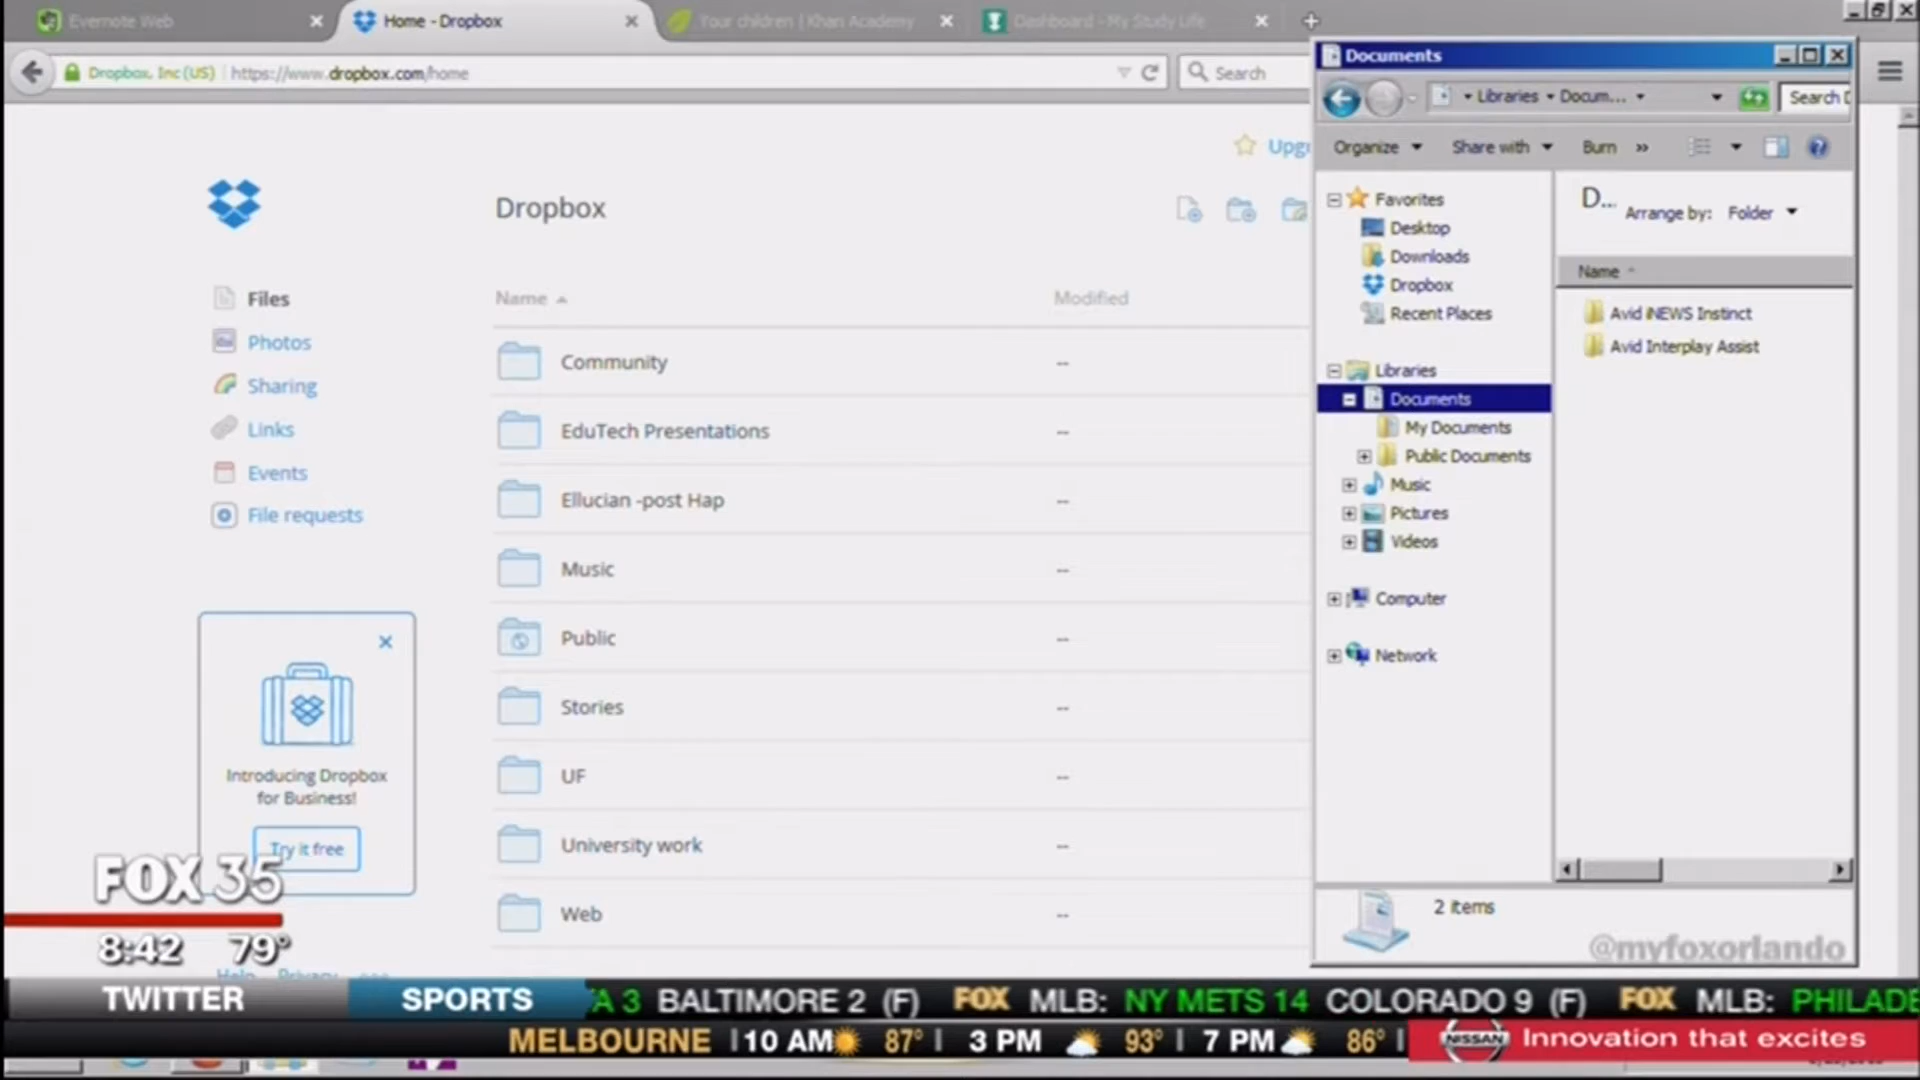 Evernote Web
Home - Dropbox
Your children | Khan Academy
Dashboard - My Study Life
Dropbox, Inc (US)
https://www.dropbox.com/home
Search
Dropbox
Files
Photos
Sharing
Links
Events
File requests
Introducing Dropbox
for Business!
Try it free
Help
Privacy
Name
Modified
Community --
EduTech Presentations --
Ellucian -post Hap --
Music --
Public --
Stories --
UF --
University work --
Web --
Documents
Libraries
Docum...
Search D
Organize
Share with
Burn »
Favorites
Desktop
Downloads
Dropbox
Recent Places
Libraries
Documents
My Documents
Public Documents
Music
Pictures
Videos
Computer
Network
D...
Arrange by: Folder
Name
Avid iNEWS Instinct
Avid Interplay Assist
2 items
@myfoxorlando
FOX 35
8:42 79°
TWITTER
SPORTS
A 3 BALTIMORE 2 (F) FOX MLB: NY METS 14 COLORADO 9 (F) FOX MLB: PHILADE
MELBOURNE | 10 AM 87° | 3 PM 93° | 7 PM 86° |
NISSAN Innovation that excites